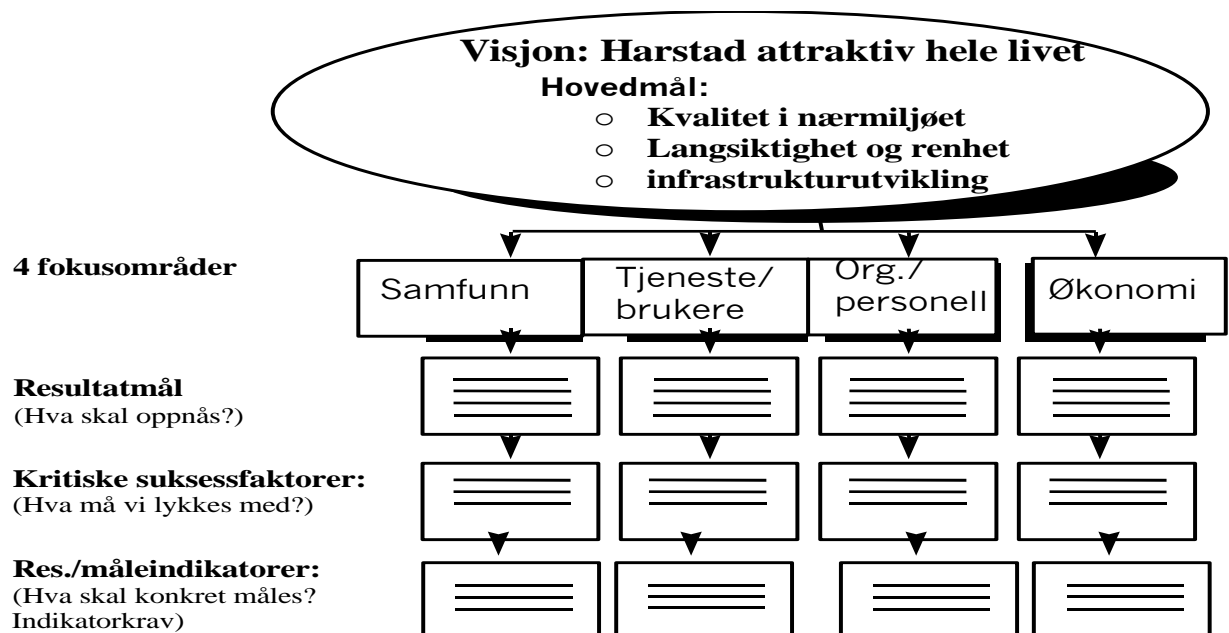 Visjon: Harstad attraktiv hele livet
Hovedmål:
o Kvalitet i nærmiljøet
o Langsiktighet og renhet
o infrastrukturutvikling
4 fokusområder
Samfunn
Tjeneste/
brukere
Org./
personell
Økonomi
Resultatmål
(Hva skal oppnås?)
Kritiske suksessfaktorer:
(Hva må vi lykkes med?)
Res./måleindikatorer:
(Hva skal konkret måles?
Indikatorkrav)